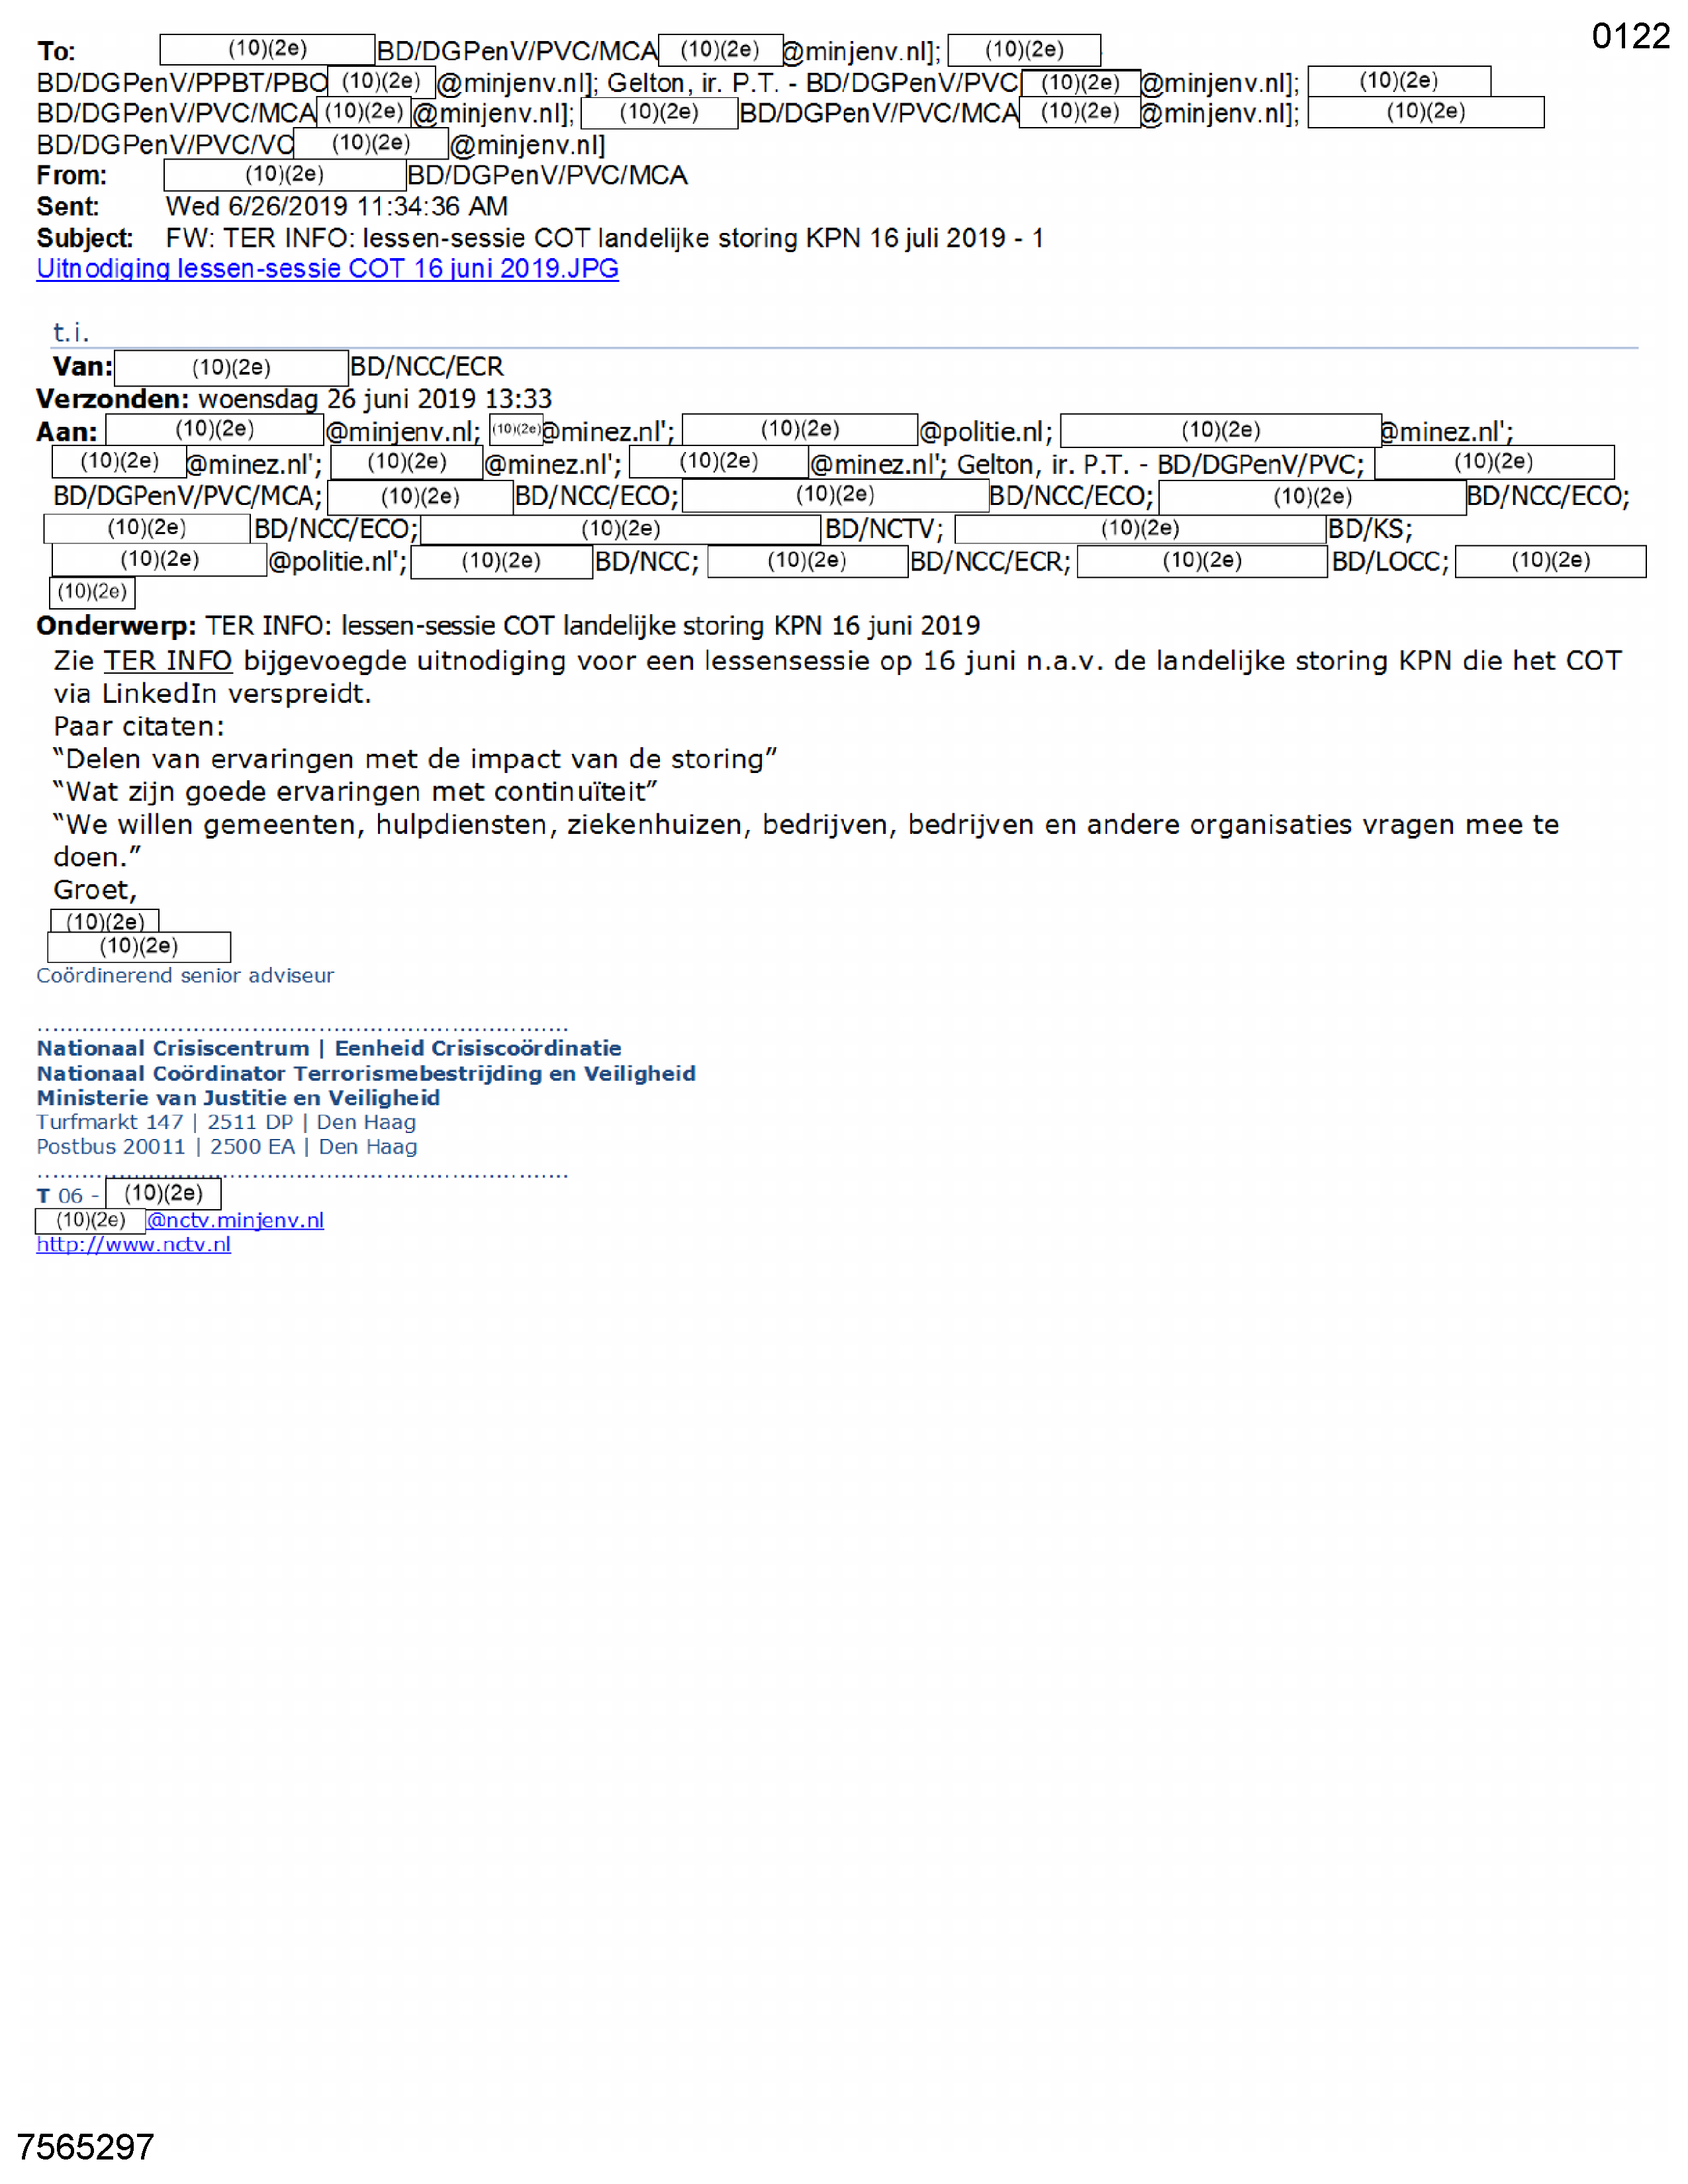 0122
To: (10)(2e) BD/DGPenV/PVC/MCA (10)(2e) @minjenv.nl]; (10)(2e)
BD/DGPenV/PPBT/PBO (10)(2e) @minjenv.nl]; Gelton, ir. P.T. - BD/DGPenV/PVC (10)(2e) @minjenv.nl]; (10)(2e)
BD/DGPenV/PVC/MCA (10)(2e) @minjenv.nl]; (10)(2e) BD/DGPenV/PVC/MCA (10)(2e) @minjenv.nl]; (10)(2e)
BD/DGPenV/PVC/VC (10)(2e) @minjenv.nl]
From: (10)(2e) BD/DGPenV/PVC/MCA
Sent: Wed 6/26/2019 11:34:36 AM
Subject: FW: TER INFO: lessen-sessie COT landelijke storing KPN 16 juli 2019 - 1
Uitnodiging lessen-sessie COT 16 juni 2019.JPG
t.i.
Van: (10)(2e) BD/NCC/ECR
Verzonden: woensdag 26 juni 2019 13:33
Aan: (10)(2e) @minjenv.nl; (10)(2e) @minez.nl'; (10)(2e) @politie.nl; (10)(2e) @minez.nl';
(10)(2e) @minez.nl'; (10)(2e) @minez.nl'; (10)(2e) @minez.nl'; Gelton, ir. P.T. - BD/DGPenV/PVC; (10)(2e)
BD/DGPenV/PVC/MCA; (10)(2e) BD/NCC/ECO; (10)(2e) BD/NCC/ECO; (10)(2e) BD/NCC/ECO;
(10)(2e) BD/NCC/ECO; (10)(2e) BD/NCTV; (10)(2e) BD/KS;
(10)(2e) @politie.nl'; (10)(2e) BD/NCC; (10)(2e) BD/NCC/ECR; (10)(2e) BD/LOCC; (10)(2e)
(10)(2e)
Onderwerp: TER INFO: lessen-sessie COT landelijke storing KPN 16 juni 2019
Zie TER INFO bijgevoegde uitnodiging voor een lessensessie op 16 juni n.a.v. de landelijke storing KPN die het COT
via LinkedIn verspreidt.
Paar citaten:
“Delen van ervaringen met de impact van de storing”
“Wat zijn goede ervaringen met continuïteit”
“We willen gemeenten, hulpdiensten, ziekenhuizen, bedrijven, bedrijven en andere organisaties vragen mee te
doen.”
Groet,
(10)(2e)
(10)(2e)
Coördinerend senior adviseur
....................................................................
Nationaal Crisiscentrum | Eenheid Crisiscoördinatie
Nationaal Coördinator Terrorismebestrijding en Veiligheid
Ministerie van Justitie en Veiligheid
Turfmarkt 147 | 2511 DP | Den Haag
Postbus 20011 | 2500 EA | Den Haag
....................................................................
T 06 - (10)(2e)
(10)(2e) @nctv.minjenv.nl
http://www.nctv.nl
7565297